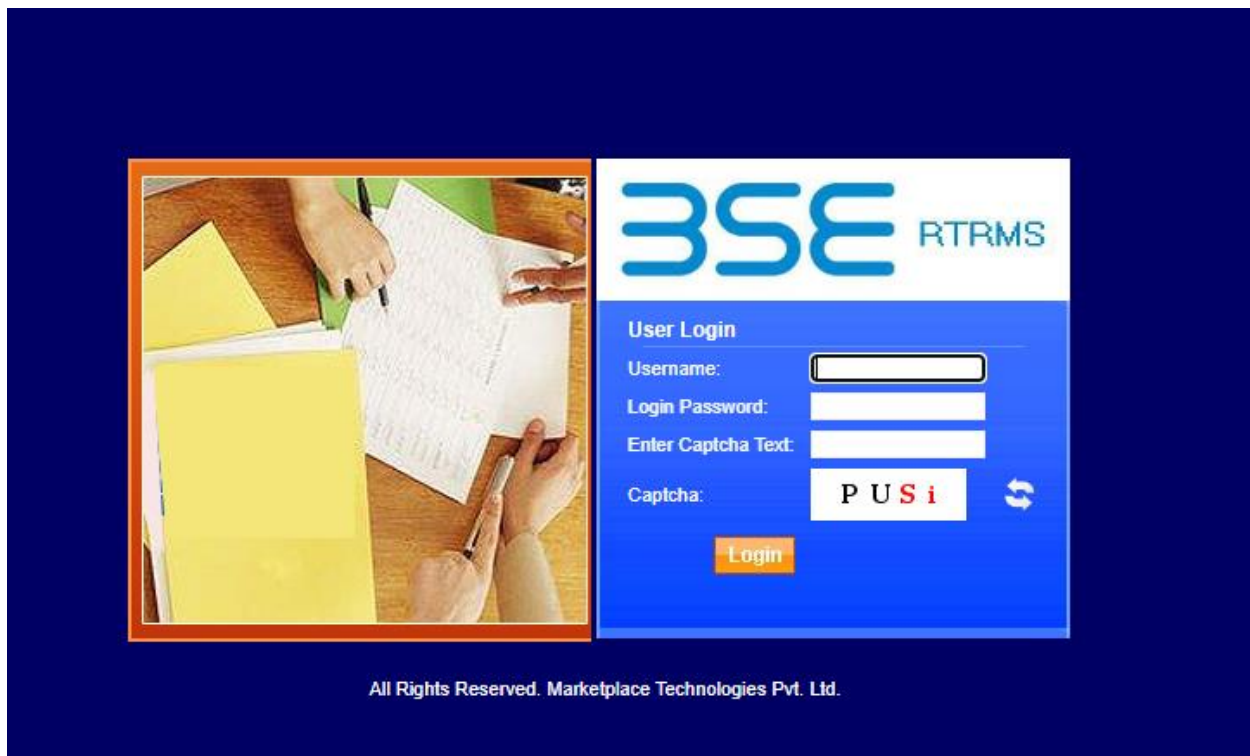 BSE RTRMS
User Login
Username:
Login Password:
Enter Captcha Text:
Captcha: P U S i
Login
All Rights Reserved. Marketplace Technologies Pvt. Ltd.